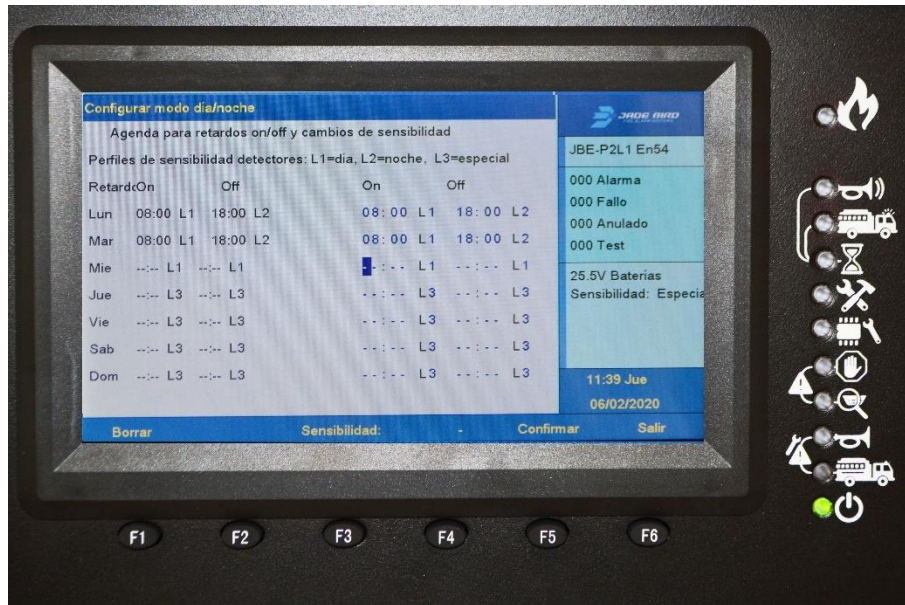 Configurar modo día/noche
Agenda para retardos on/off y cambios de sensibilidad
Perfiles de sensibilidad detectores: L1=dia, L2=noche, L3=especial
RetardcOn Off On Off
Lun 08:00 L1 18:00 L2 08:00 L1 18:00 L2
Mar 08:00 L1 18:00 L2 08:00 L1 18:00 L2
Mie --:-- L1 --:-- L1 --:-- L1 --:-- L1
Jue --:-- L3 --:-- L3 --:-- L3 --:-- L3
Vie --:-- L3 --:-- L3 --:-- L3 --:-- L3
Sab --:-- L3 --:-- L3 --:-- L3 --:-- L3
Dom --:-- L3 --:-- L3 --:-- L3 --:-- L3
Borrar Sensibilidad: - Confirmar Salir
JADE BIRD
JBE-P2L1 En54
000 Alarma
000 Fallo
000 Anulado
000 Test
25.5V Baterias
Sensibilidad: Especia
11:39 Jue
06/02/2020
F1 F2 F3 F4 F5 F6